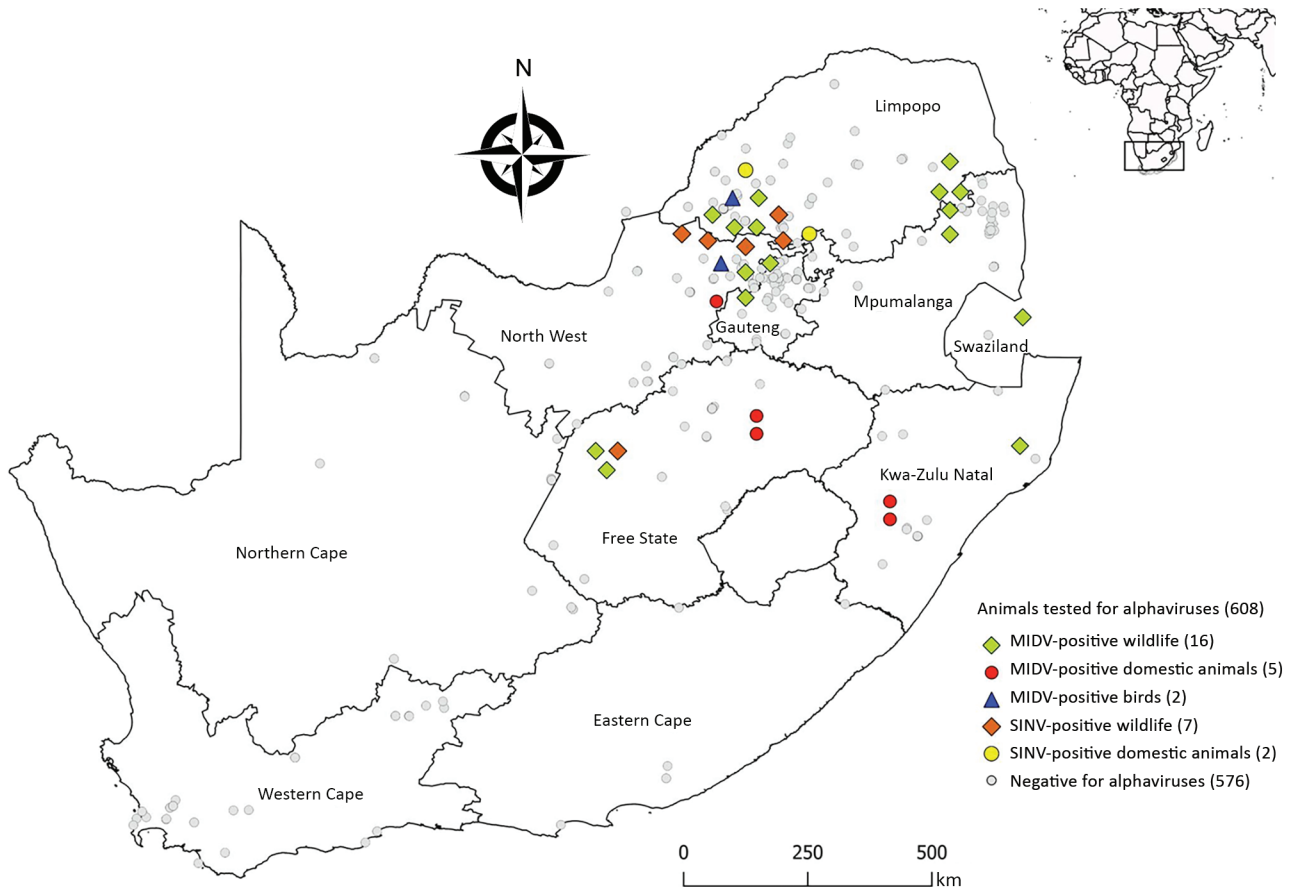 N
Limpopo
Mpumalanga
North West
Gauteng
Swaziland
Kwa-Zulu Natal
Free State
Northern Cape
Eastern Cape
Western Cape
Animals tested for alphaviruses (608)
MIDV-positive wildlife (16)
MIDV-positive domestic animals (5)
MIDV-positive birds (2)
SINV-positive wildlife (7)
SINV-positive domestic animals (2)
Negative for alphaviruses (576)
0 250 500
km